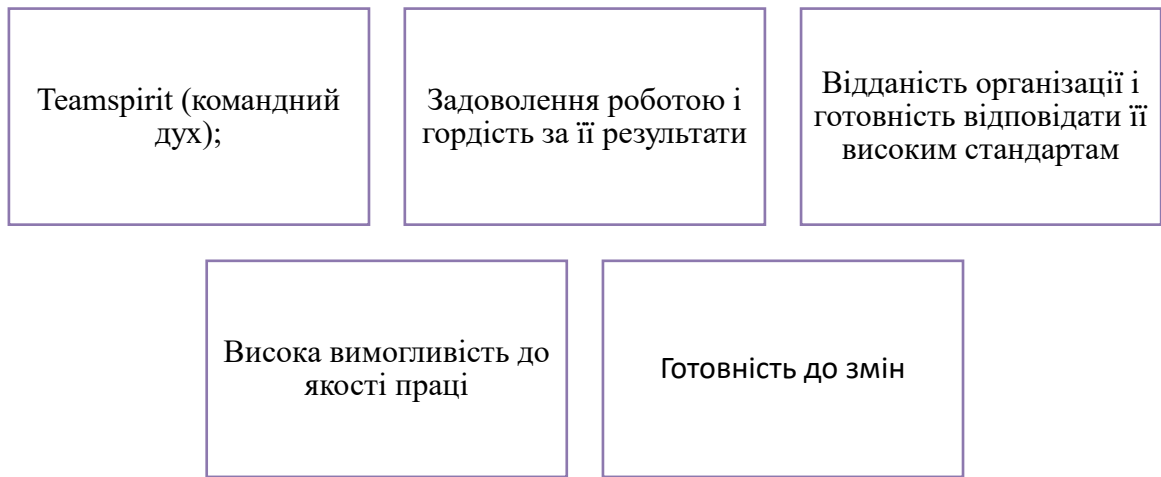 Teamspirit (командний
дух);
Задоволення роботою і
гордість за її результати
Відданість організації і
готовність відповідати її
високим стандартам
Висока вимогливість до
якості праці
Готовність до змін